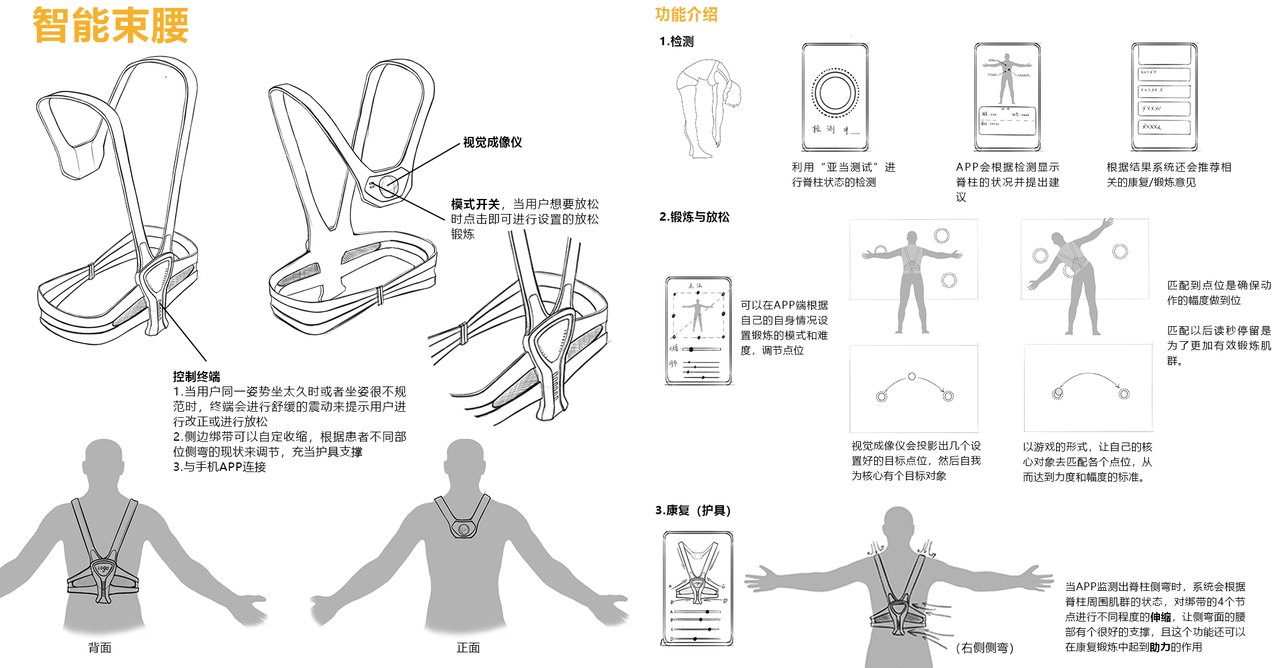 智能束腰
视觉成像仪
模式开关，当用户想要放松
时点击即可进行设置的放松
锻炼
控制终端
1.当用户同一姿势坐太久时或者坐姿很不规
范时，终端会进行舒缓的震动来提示用户进
行改正或进行放松
2.侧边绑带可以自定收缩，根据患者不同部
位侧弯的现状来调节，充当护具支撑
3.与手机APP连接
背面
正面
功能介绍
1.检测
检测中
利用“亚当测试”进
行脊柱状态的检测
APP会根据检测显示
脊柱的状况并提出建
议
根据结果系统还会推荐相
关的康复/锻炼意见
2.锻炼与放松
可以在APP端根据
自己的自身情况设
置锻炼的模式和难
度，调节点位
匹配到点位是确保动
作的幅度做到位
匹配以后读秒停留是
为了更加有效锻炼肌
群。
视觉成像仪会投影出几个设
置好的目标点位，然后自我
为核心有个目标对象
以游戏的形式，让自己的核
心对象去匹配各个点位，从
而达到力度和幅度的标准。
3.康复（护具）
（右侧侧弯）
当APP监测出脊柱侧弯时，系统会根据
脊柱周围肌群的状态，对绑带的4个节
点进行不同程度的伸缩，让侧弯面的腰
部有个很好的支撑，且这个功能还可以
在康复锻炼中起到助力的作用